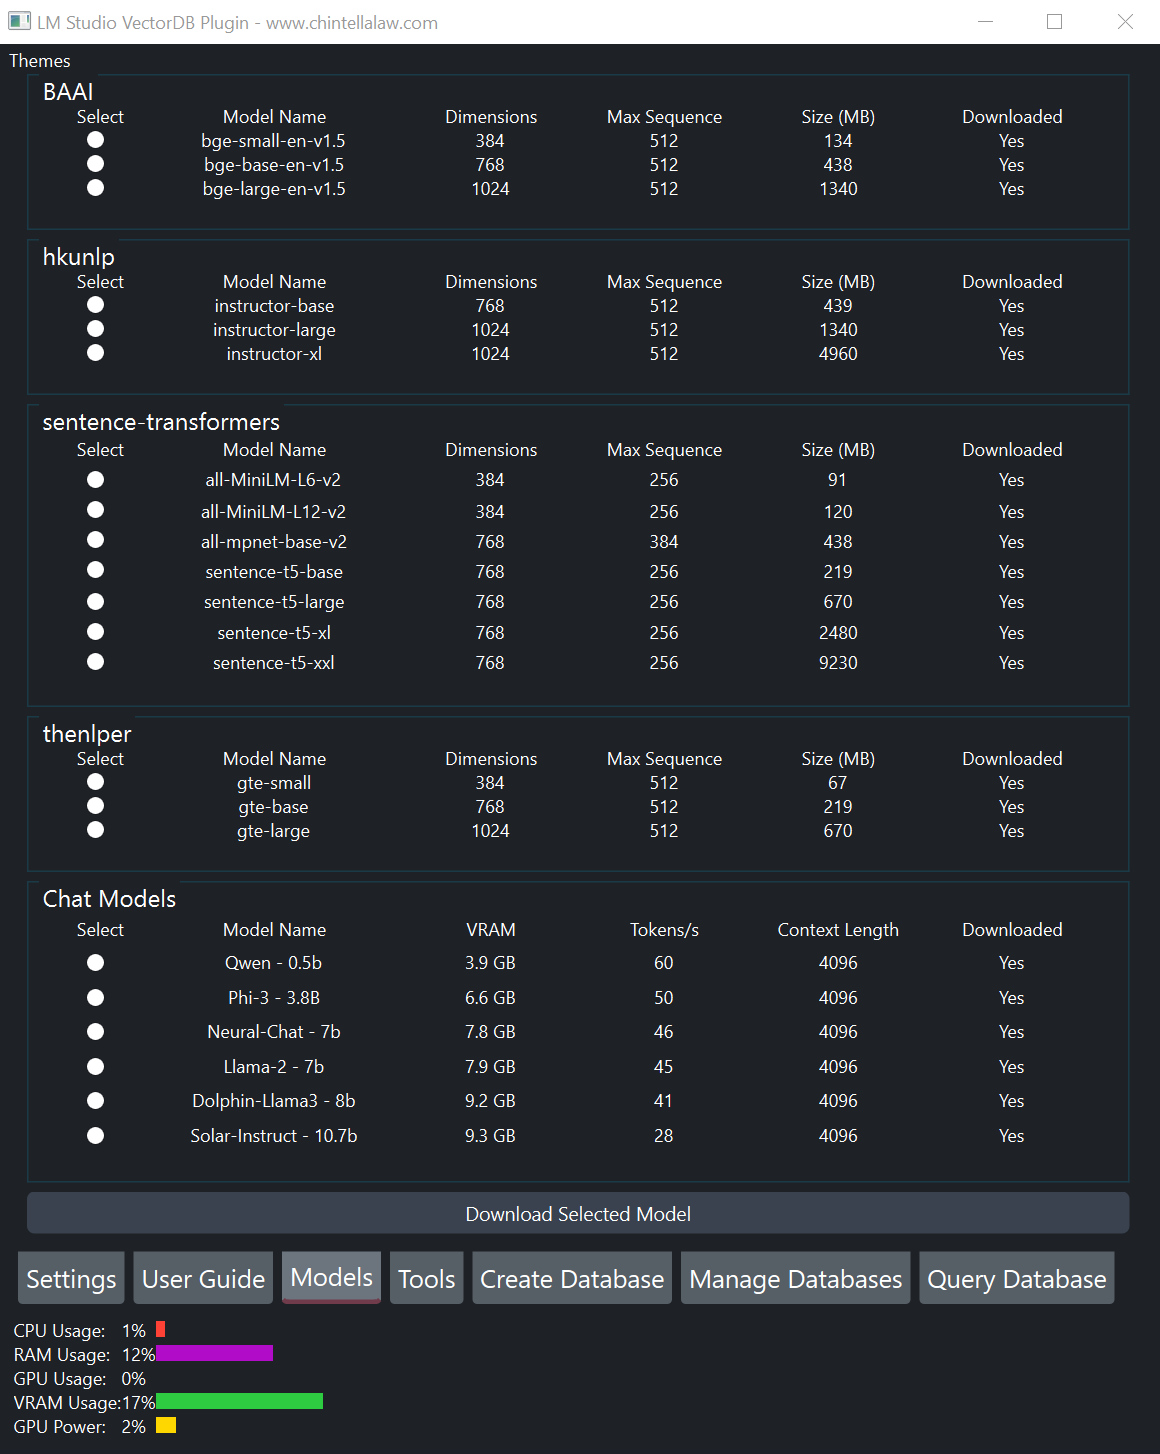 LM Studio VectorDB Plugin - www.chintellalaw.com
Themes
BAAI
Select Model Name Dimensions Max Sequence Size (MB) Downloaded
bge-small-en-v1.5 384 512 134 Yes
bge-base-en-v1.5 768 512 438 Yes
bge-large-en-v1.5 1024 512 1340 Yes
hkunlp
Select Model Name Dimensions Max Sequence Size (MB) Downloaded
instructor-base 768 512 439 Yes
instructor-large 1024 512 1340 Yes
instructor-xl 1024 512 4960 Yes
sentence-transformers
Select Model Name Dimensions Max Sequence Size (MB) Downloaded
all-MiniLM-L6-v2 384 256 91 Yes
all-MiniLM-L12-v2 384 256 120 Yes
all-mpnet-base-v2 768 384 438 Yes
sentence-t5-base 768 256 219 Yes
sentence-t5-large 768 256 670 Yes
sentence-t5-xl 768 256 2480 Yes
sentence-t5-xxl 768 256 9230 Yes
thenlper
Select Model Name Dimensions Max Sequence Size (MB) Downloaded
gte-small 384 512 67 Yes
gte-base 768 512 219 Yes
gte-large 1024 512 670 Yes
Chat Models
Select Model Name VRAM Tokens/s Context Length Downloaded
Qwen - 0.5b 3.9 GB 60 4096 Yes
Phi-3 - 3.8B 6.6 GB 50 4096 Yes
Neural-Chat - 7b 7.8 GB 46 4096 Yes
Llama-2 - 7b 7.9 GB 45 4096 Yes
Dolphin-Llama3 - 8b 9.2 GB 41 4096 Yes
Solar-Instruct - 10.7b 9.3 GB 28 4096 Yes
Download Selected Model
Settings User Guide Models Tools Create Database Manage Databases Query Database
CPU Usage: 1%
RAM Usage: 12%
GPU Usage: 0%
VRAM Usage:17%
GPU Power: 2%